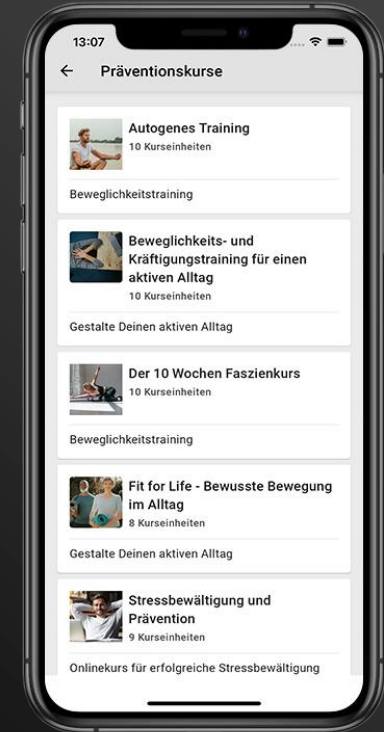 13:07
Präventionskurse
Autogenes Training
10 Kurseinheiten
Beweglichkeitstraining
Beweglichkeits- und
Kräftigungstraining für einen
aktiven Alltag
10 Kurseinheiten
Gestalte Deinen aktiven Alltag
Der 10 Wochen Faszienkurs
10 Kurseinheiten
Beweglichkeitstraining
Fit for Life - Bewusste Bewegung
im Alltag
8 Kurseinheiten
Gestalte Deinen aktiven Alltag
Stressbewältigung und
Prävention
9 Kurseinheiten
Onlinekurs für erfolgreiche Stressbewältigung